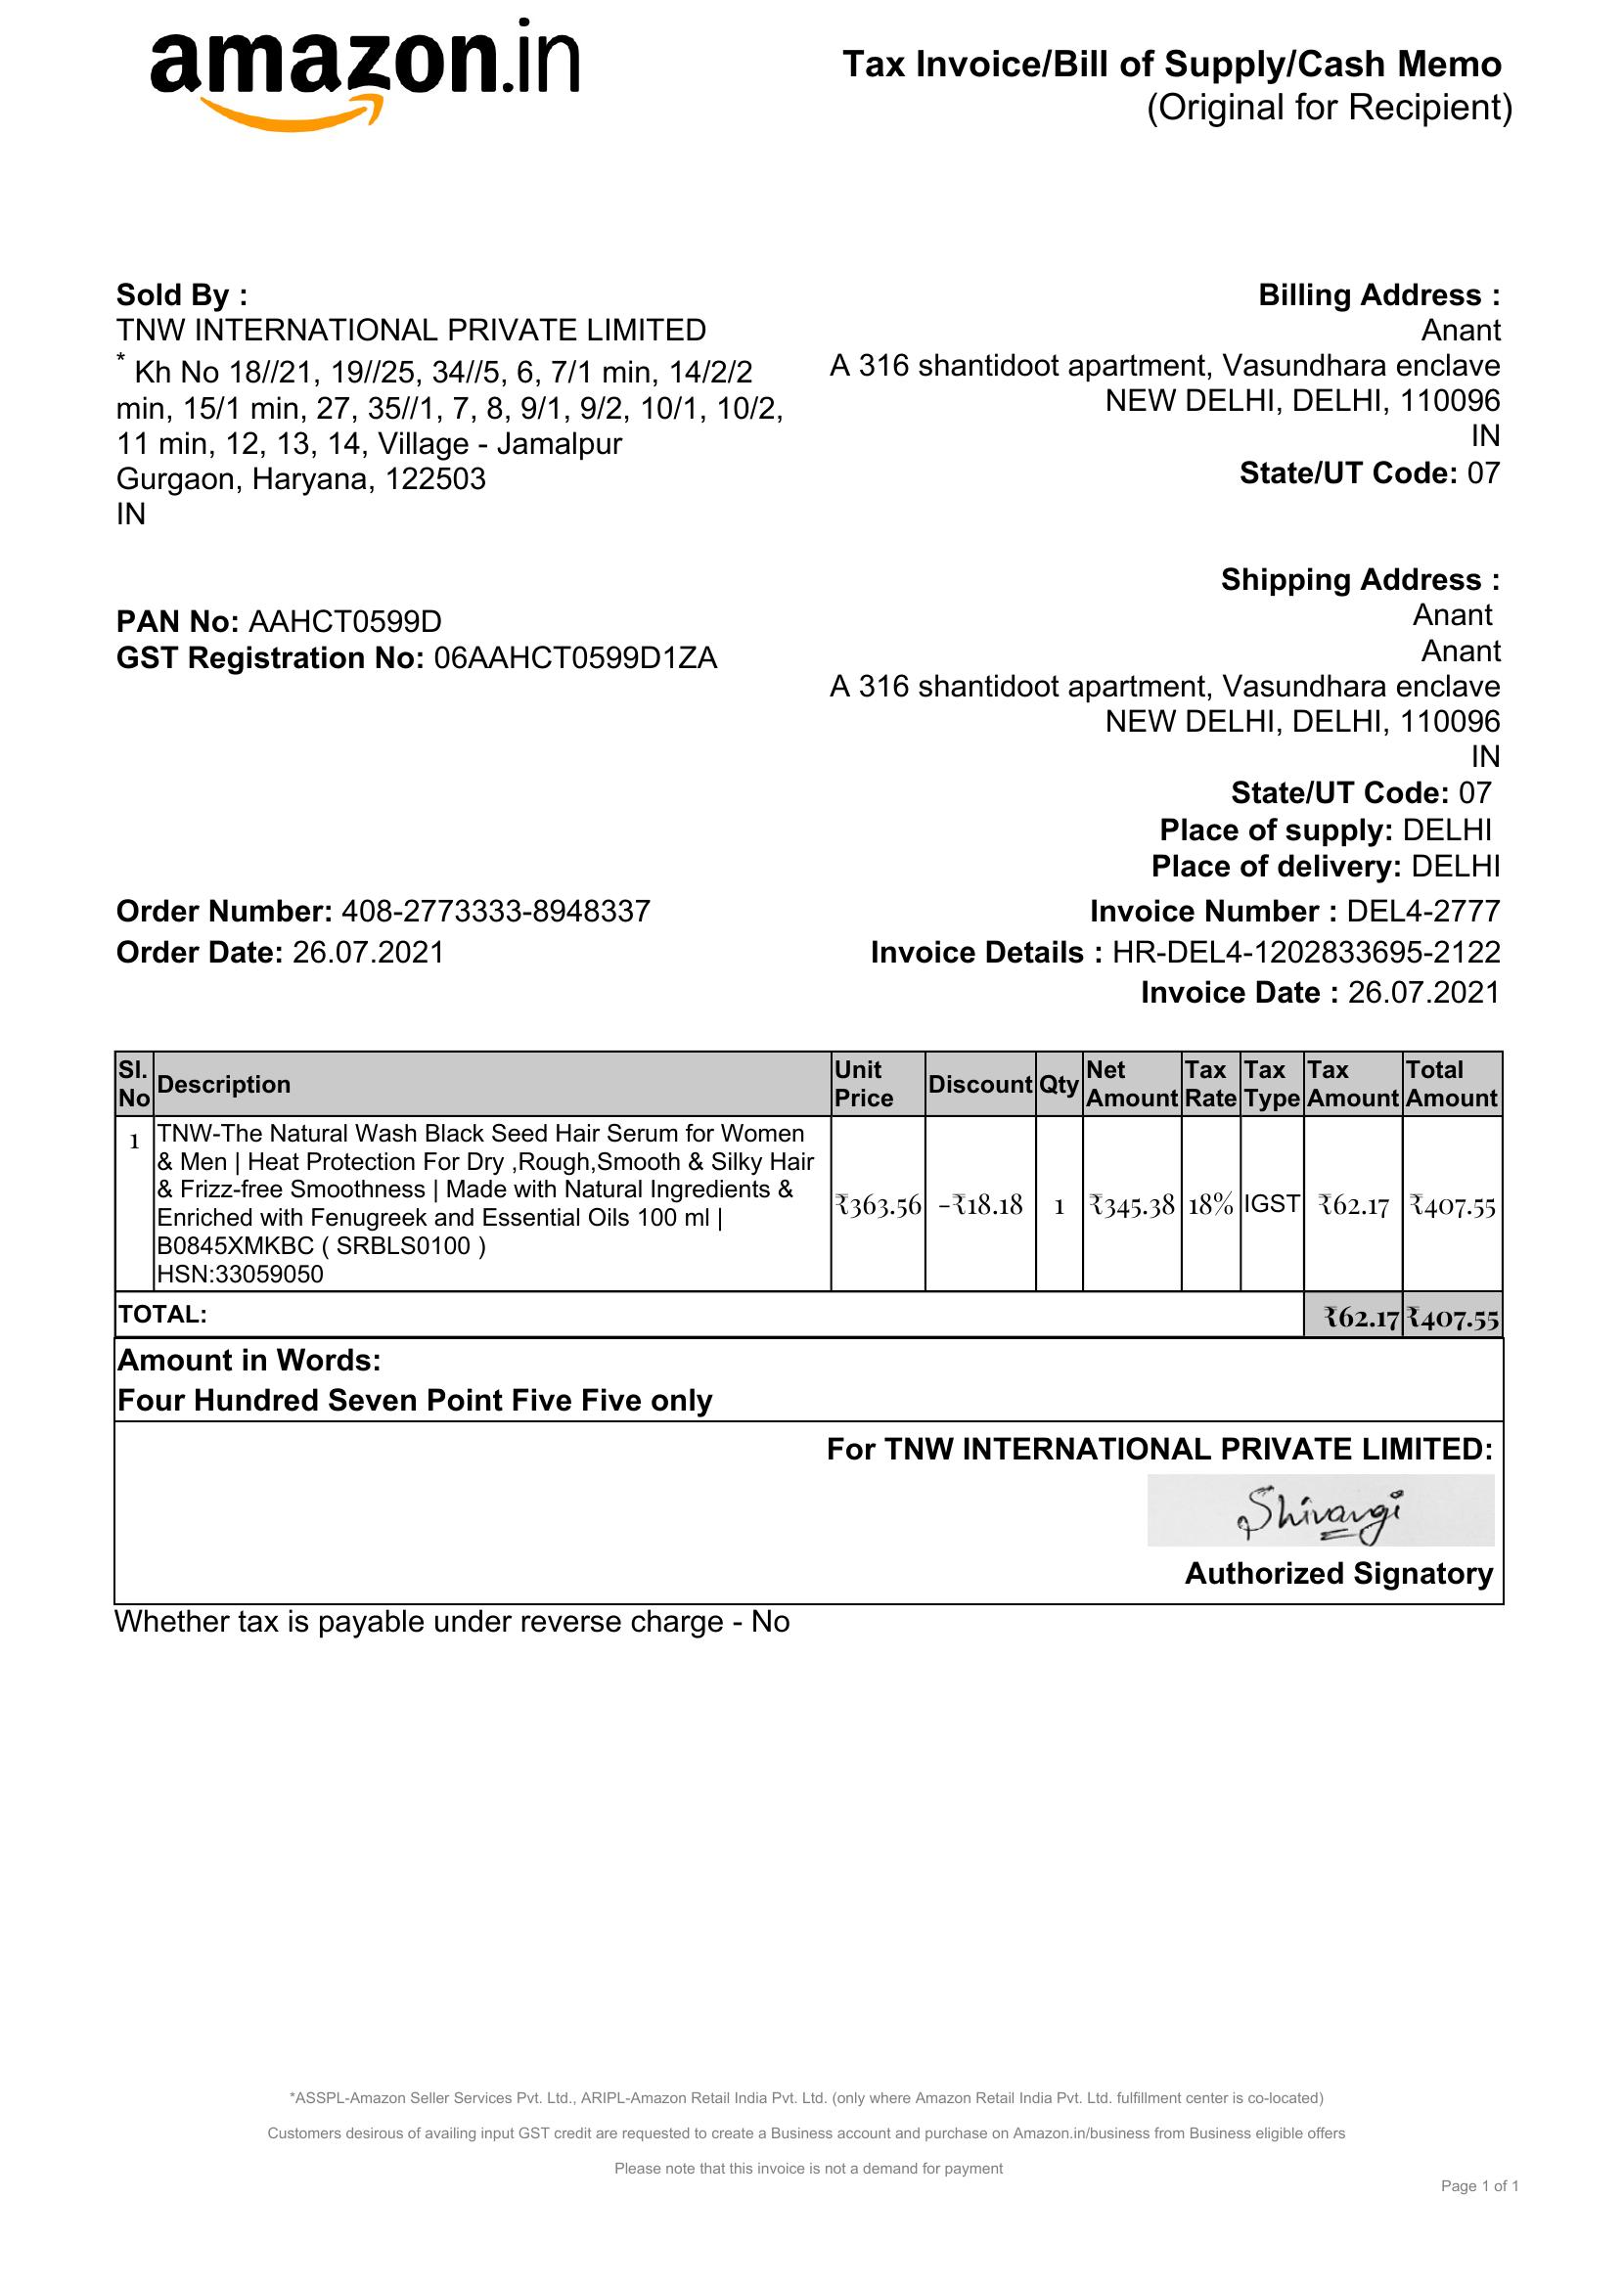 amazon.in
Tax Invoice/Bill of Supply/Cash Memo
(Original for Recipient)
Sold By :
TNW INTERNATIONAL PRIVATE LIMITED
* Kh No 18//21, 19//25, 34//5, 6, 7/1 min, 14/2/2
min, 15/1 min, 27, 35//1, 7, 8, 9/1, 9/2, 10/1, 10/2,
11 min, 12, 13, 14, Village - Jamalpur
Gurgaon, Haryana, 122503
IN
PAN No: AAHCT0599D
GST Registration No: 06AAHCT0599D1ZA
Billing Address :
Anant
A 316 shantidoot apartment, Vasundhara enclave
NEW DELHI, DELHI, 110096
IN
State/UT Code: 07
Shipping Address :
Anant
Anant
A 316 shantidoot apartment, Vasundhara enclave
NEW DELHI, DELHI, 110096
IN
State/UT Code: 07
Place of supply: DELHI
Place of delivery: DELHI
Order Number: 408-2773333-8948337
Order Date: 26.07.2021
Invoice Number : DEL4-2777
Invoice Details : HR-DEL4-1202833695-2122
Invoice Date : 26.07.2021
Sl. No Description Unit Price Discount Qty Net Amount Tax Rate Tax Type Tax Amount Total Amount
1 TNW-The Natural Wash Black Seed Hair Serum for Women
& Men | Heat Protection For Dry ,Rough,Smooth & Silky Hair
& Frizz-free Smoothness | Made with Natural Ingredients &
Enriched with Fenugreek and Essential Oils 100 ml |
B0845XMKBC ( SRBLS0100 )
HSN:33059050
₹363.56 -₹18.18 1 ₹345.38 18% IGST ₹62.17 ₹407.55
TOTAL: ₹62.17 ₹407.55
Amount in Words:
Four Hundred Seven Point Five Five only
For TNW INTERNATIONAL PRIVATE LIMITED:
Shivangi
Authorized Signatory
Whether tax is payable under reverse charge - No
*ASSPL-Amazon Seller Services Pvt. Ltd., ARIPL-Amazon Retail India Pvt. Ltd. (only where Amazon Retail India Pvt. Ltd. fulfillment center is co-located)
Customers desirous of availing input GST credit are requested to create a Business account and purchase on Amazon.in/business from Business eligible offers
Please note that this invoice is not a demand for payment
Page 1 of 1